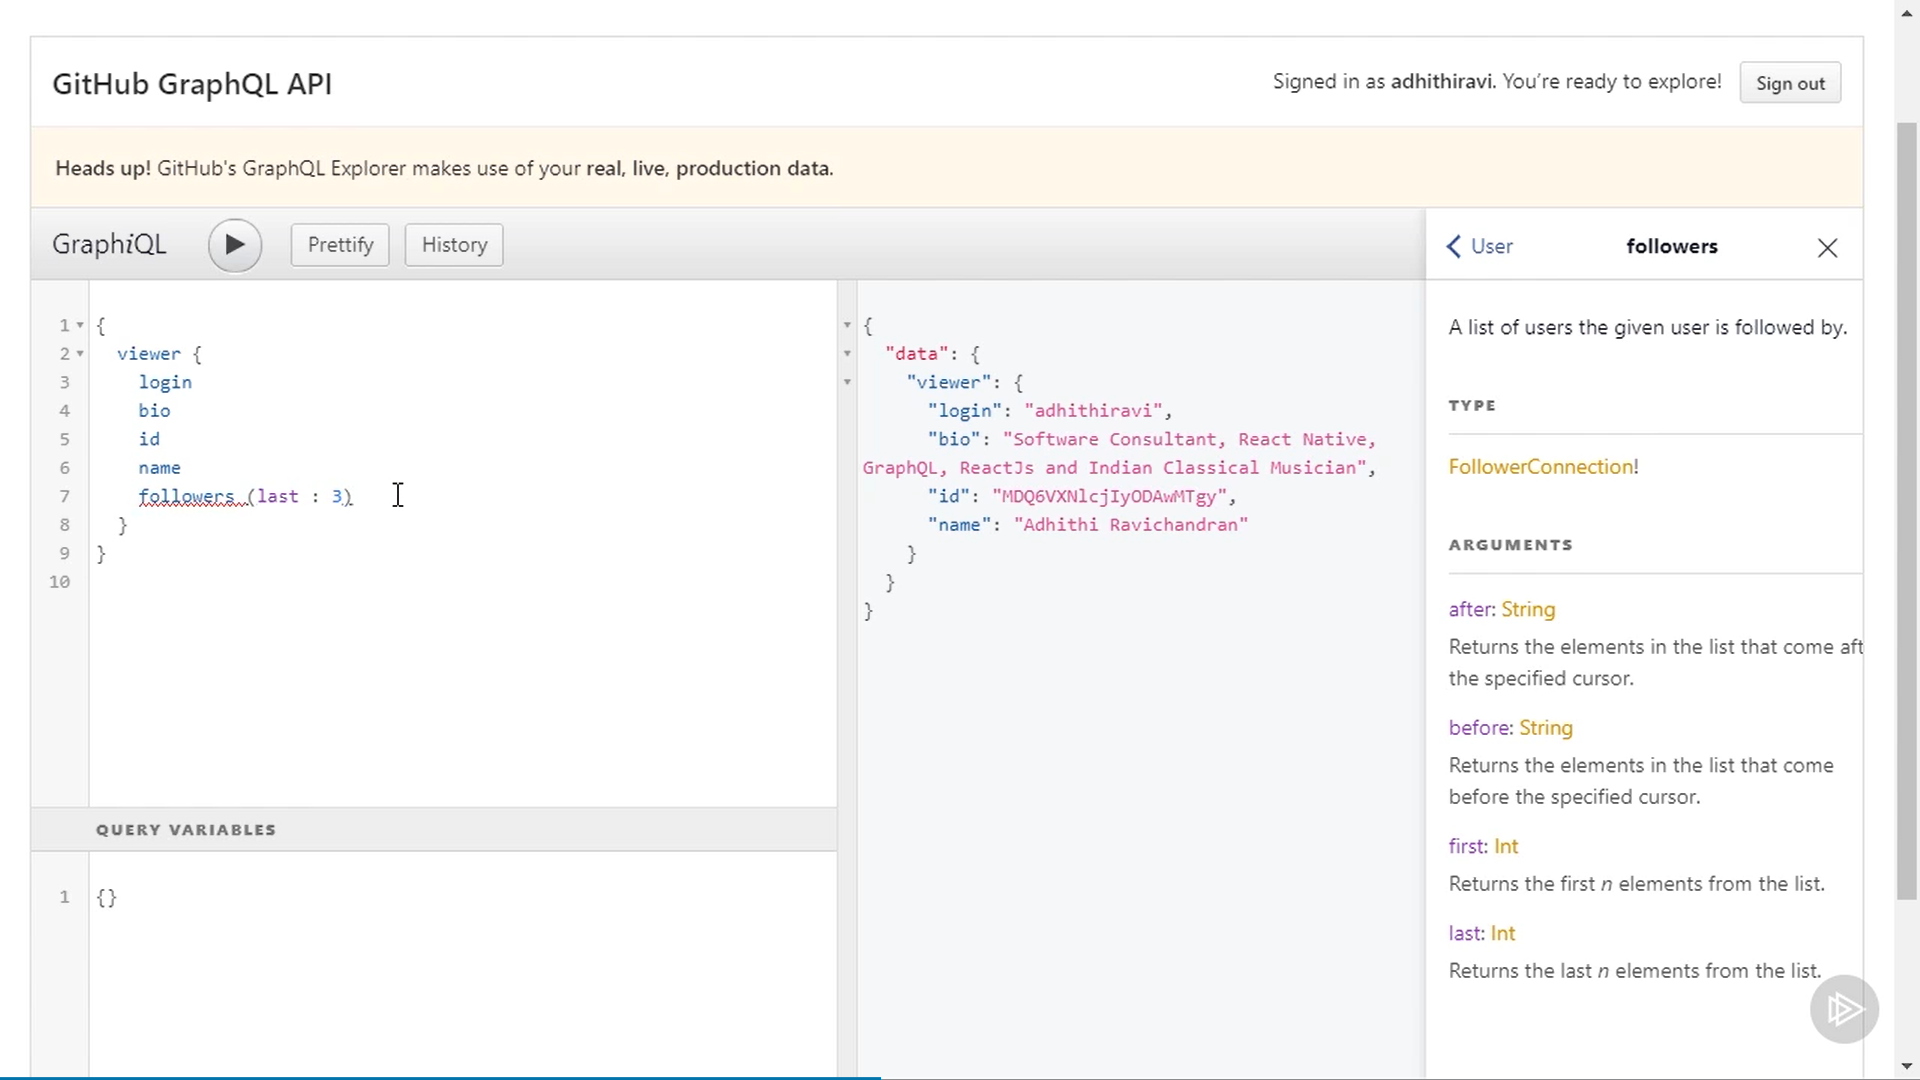 GitHub GraphQL API
Signed in as adhithiravi. You're ready to explore!
Sign out
Heads up! GitHub's GraphQL Explorer makes use of your real, live, production data.
GraphiQL
Prettify
History
1 {
2 viewer {
3 login
4 bio
5 id
6 name
7 followers (last : 3)
8 }
9 }
10
QUERY VARIABLES
1 {}
{
"data": {
"viewer": {
"login": "adhithiravi",
"bio": "Software Consultant, React Native,
GraphQL, ReactJs and Indian Classical Musician",
"id": "MDQ6VXNlcjIyODAwMTgy",
"name": "Adhithi Ravichandran"
}
}
}
User
followers
A list of users the given user is followed by.
TYPE
FollowerConnection!
ARGUMENTS
after: String
Returns the elements in the list that come aft
the specified cursor.
before: String
Returns the elements in the list that come
before the specified cursor.
first: Int
Returns the first n elements from the list.
last: Int
Returns the last n elements from the list.